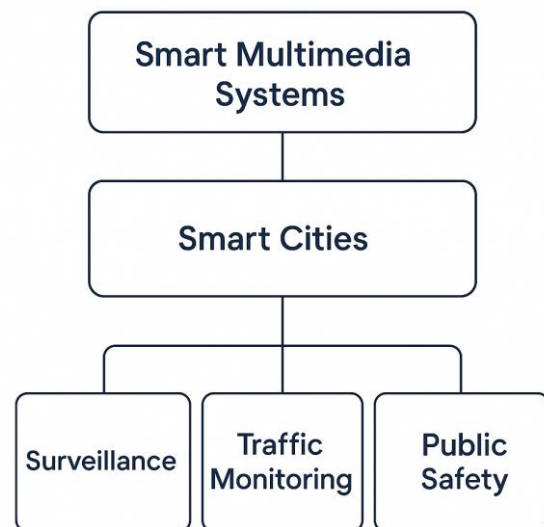 Smart Multimedia
Systems
Smart Cities
Surveillance
Traffic
Monitoring
Public
Safety